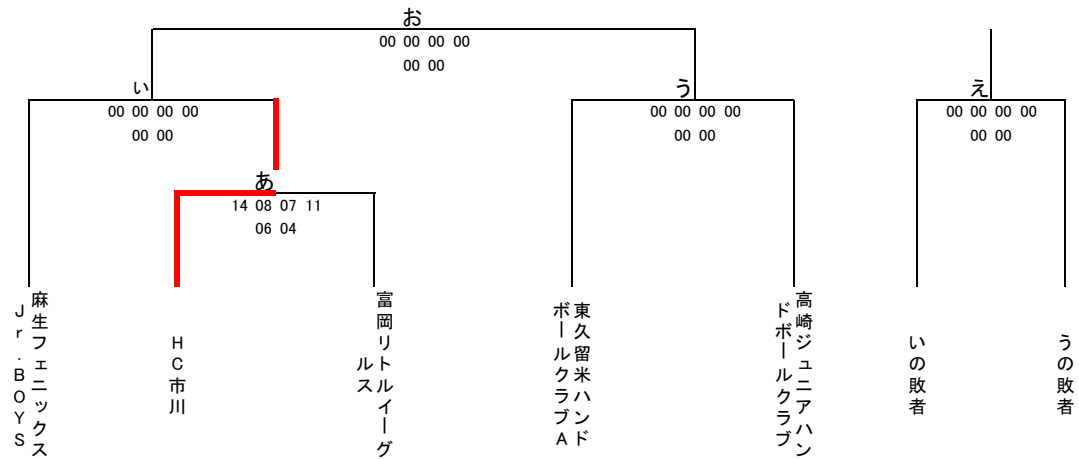 お
00 00 00 00
00 00
い
00 00 00 00
00 00
う
00 00 00 00
00 00
え
00 00 00 00
00 00
あ
14 08 07 11
06 04
麻生フェニックス
Jr.BOYS
HC市川
富岡リトルイーグ
ルス
東久留米ハンド
ボールクラブA
高崎ジュニアハン
ドボールクラブ
いの敗者
うの敗者